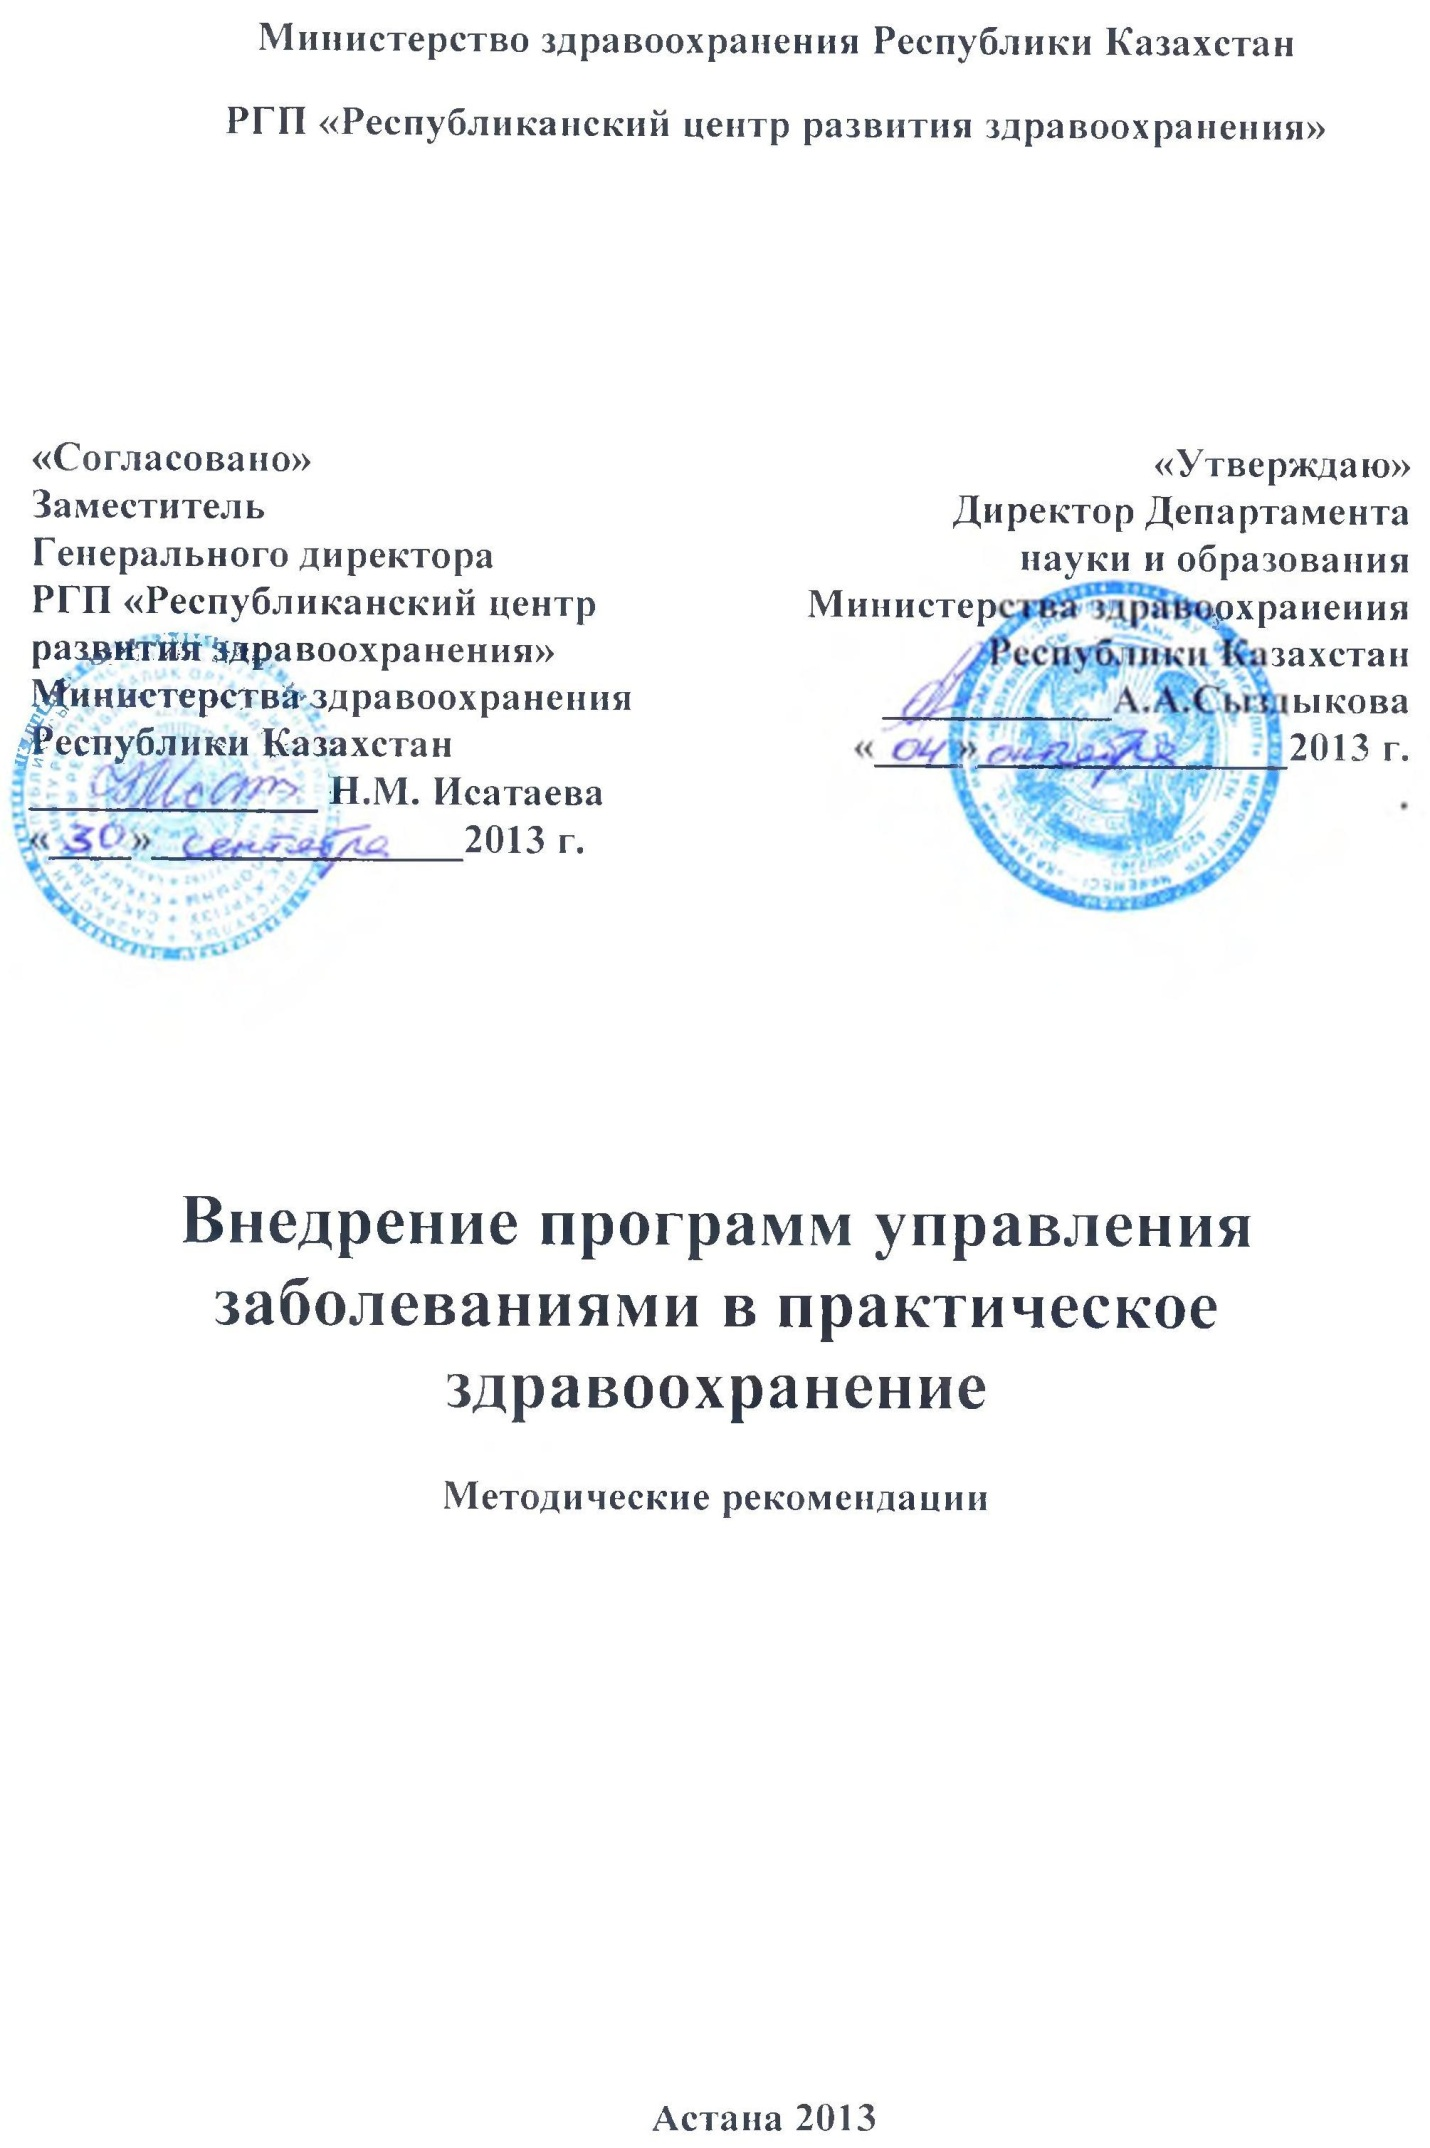 Министерство здравоохранения Республики Казахстан
РГП «Республиканский центр развития здравоохранения»
«Согласовано»
Заместитель
Генерального директора
РГП «Республиканский центр
развития здравоохранения»
Министерства здравоохранения
Республики Казахстан
Н.М. Исатаева
«30» сентября 2013 г.
«Утверждаю»
Директор Департамента
науки и образования
Министерства здравоохранения
Республики Казахстан
А.А.Сыздыкова
«04» октября 2013 г.
Внедрение программ управления
заболеваниями в практическое
здравоохранение
Методические рекомендации
Астана 2013